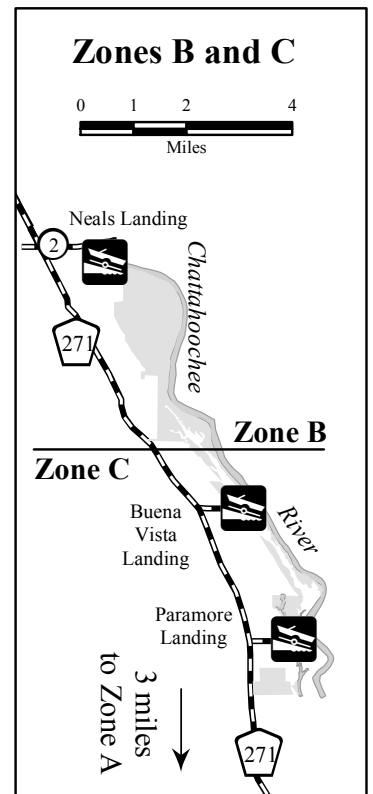 Zones B and C
0 1 2 4
Miles
Neals Landing
2
Chattahoochee
271
Zone B
Zone C
Buena
Vista
Landing
River
Paramore
Landing
3 miles
to Zone A
271